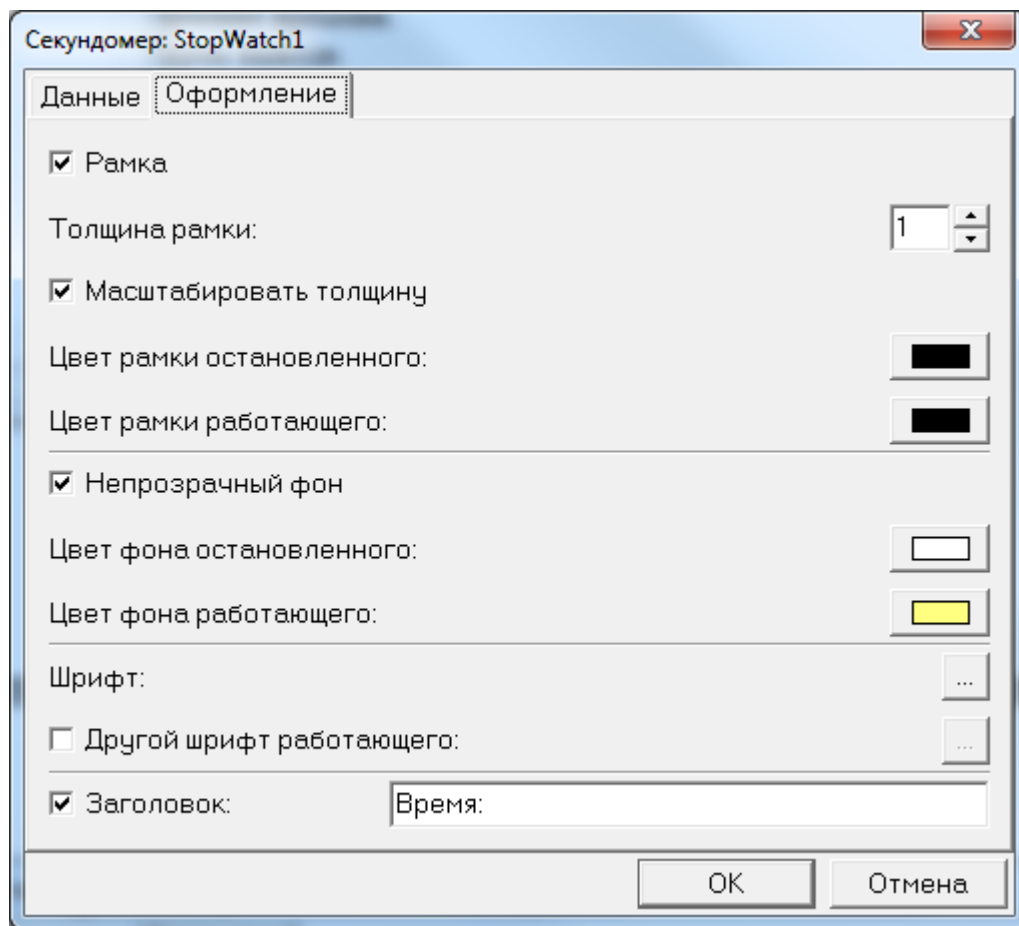 Секундомер: StopWatch1
Данные Оформление
Рамка
Толщина рамки: 1
Масштабировать толщину
Цвет рамки остановленного:
Цвет рамки работающего:
Непрозрачный фон
Цвет фона остановленного:
Цвет фона работающего:
Шрифт: ...
Другой шрифт работающего: ...
Заголовок: Время:
OK Отмена